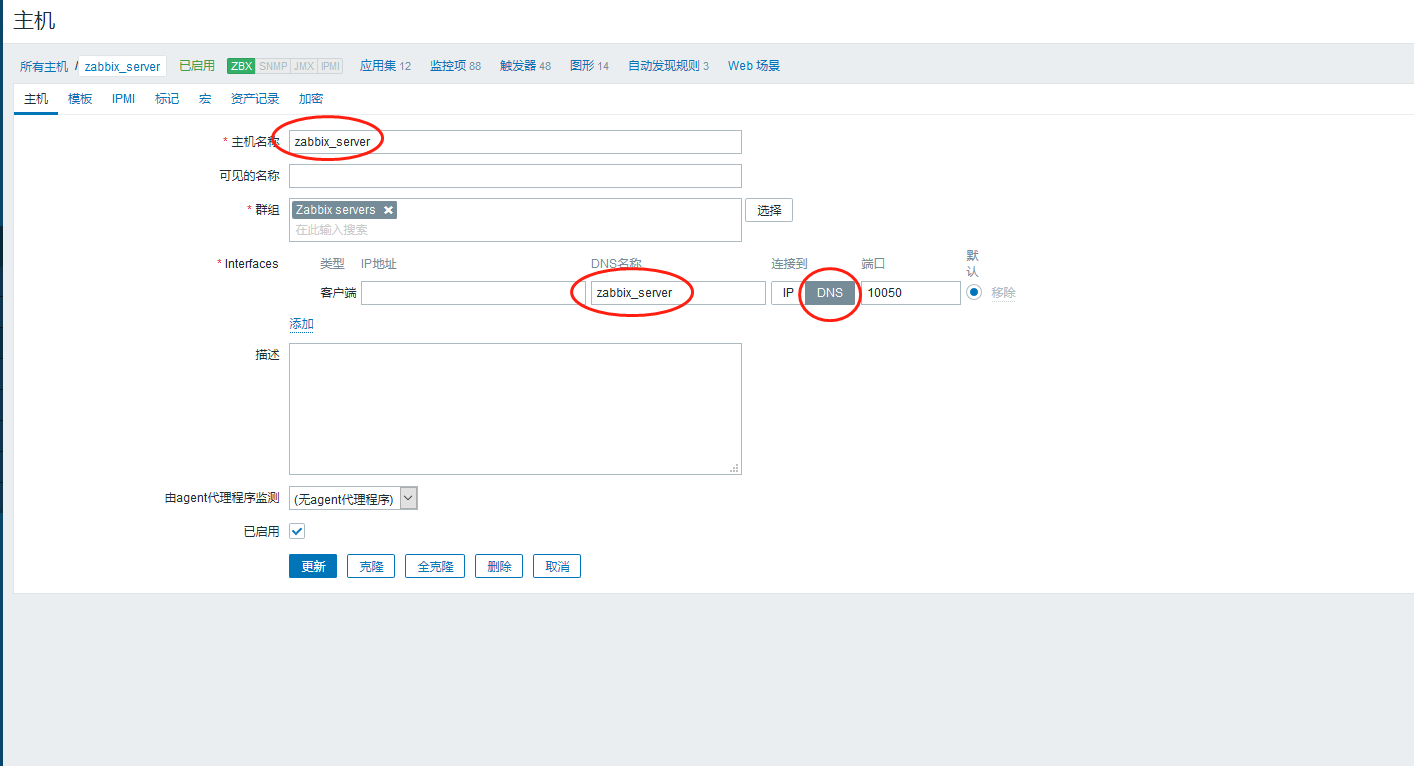 主机
所有主机 / zabbix_server 已启用 ZBX SNMP JMX IPMI 应用集 12 监控项 88 触发器 48 图形 14 自动发现规则 3 Web 场景
主机 模板 IPMI 标记 宏 资产记录 加密
* 主机名称 zabbix_server
可见的名称
* 群组 Zabbix servers 选择
在此输入搜索
* Interfaces 类型 IP地址 DNS名称 连接到 端口 默认
客户端 zabbix_server IP DNS 10050 移除
添加
描述
由agent代理程序监测 (无agent代理程序)
已启用
更新 克隆 全克隆 删除 取消